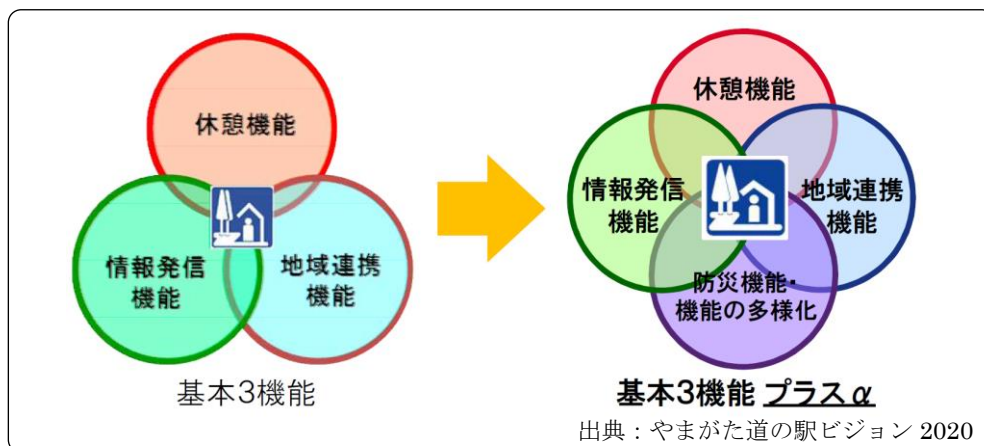 休憩機能
情報発信
機能
地域連携
機能
基本3機能
休憩機能
情報発信
機能
地域連携
機能
防災機能・
機能の多様化
基本3機能 プラスα
出典：やまがた道の駅ビジョン 2020